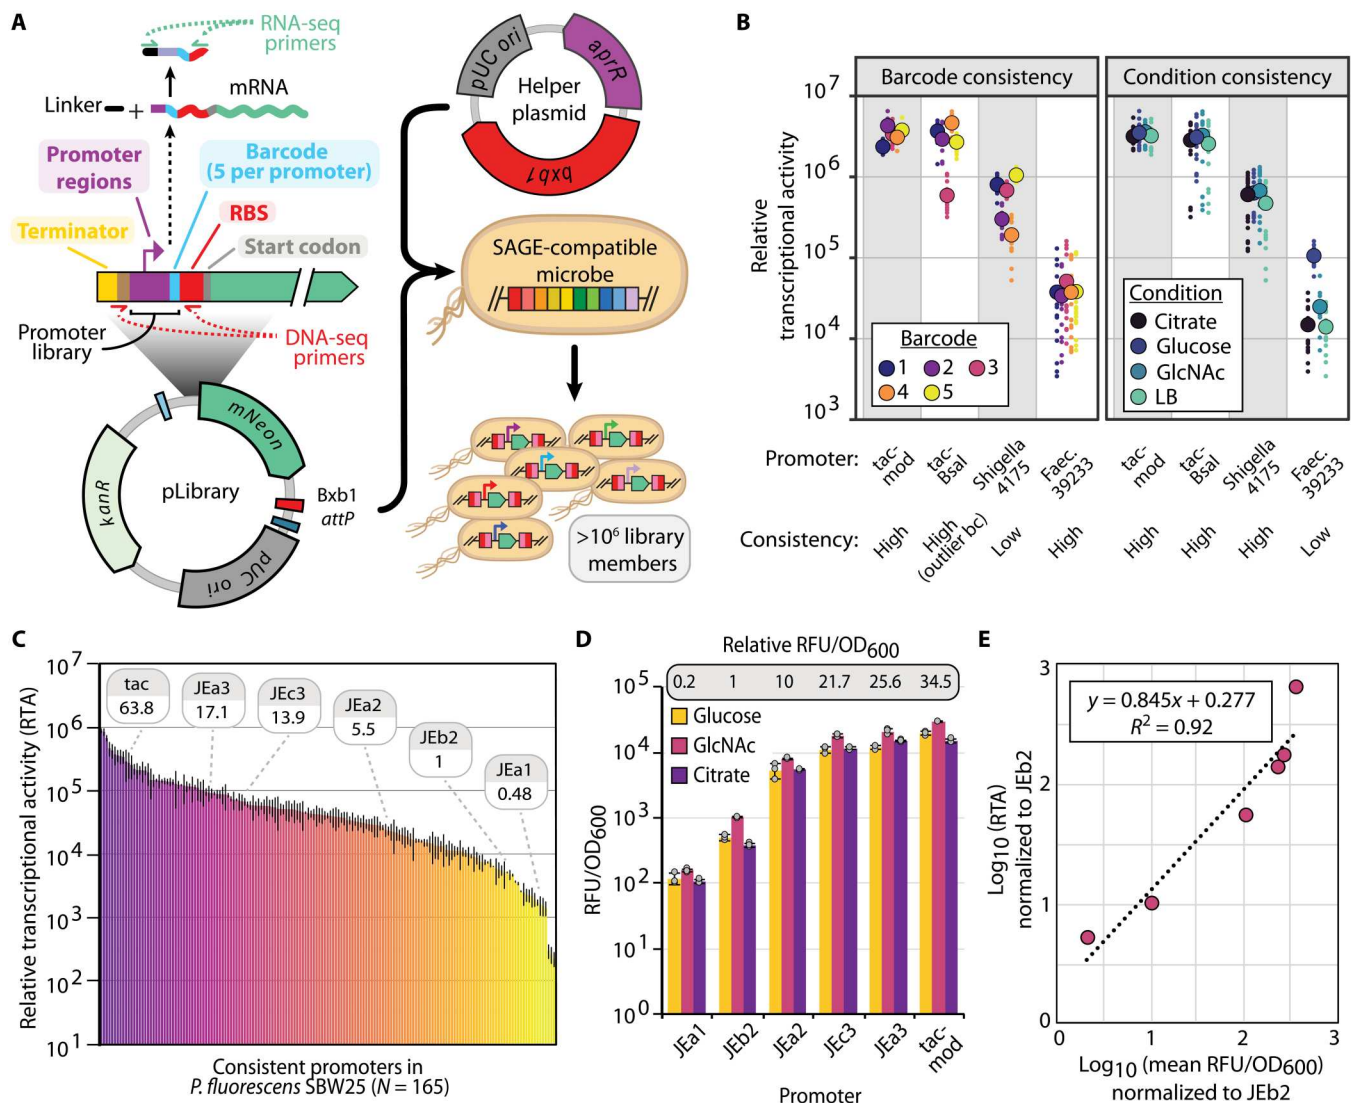 A
RNA-seq
primers
Linker
+
mRNA
Promoter
regions
Barcode
(5 per promoter)
RBS
Terminator
Start codon
Promoter
library
DNA-seq
primers
mNeon
kanR
pLibrary
Bxb1
attP
pUC ori
pUC ori
aprR
Helper
plasmid
bxb1
SAGE-compatible
microbe
>10⁶ library
members
B
Barcode consistency
Condition consistency
Relative
transcriptional activity
10⁷
10⁶
10⁵
10⁴
10³
Barcode
1 2 3
4 5
Condition
Citrate
Glucose
GlcNAc
LB
Promoter:
tac-mod
tac-BsaI
Shigella 4175
Faec. 39233
tac-mod
tac-BsaI
Shigella 4175
Faec. 39233
Consistency:
High
High (outlier bc)
Low
High
High
High
High
Low
C
Relative transcriptional activity (RTA)
10⁷
10⁶
10⁵
10⁴
10³
10²
10¹
tac
63.8
JEa3
17.1
JEc3
13.9
JEa2
5.5
JEb2
1
JEa1
0.48
Consistent promoters in
P. fluorescens SBW25 (N = 165)
D
Relative RFU/OD₆₀₀
0.2 1 10 21.7 25.6 34.5
Glucose
GlcNAc
Citrate
RFU/OD₆₀₀
10⁵
10⁴
10³
10²
10¹
10⁰
JEa1
JEb2
JEa2
JEc3
JEa3
tac-mod
Promoter
E
y = 0.845x + 0.277
R² = 0.92
Log₁₀ (RTA)
normalized to JEb2
3
2
1
0
0 1 2 3
Log₁₀ (mean RFU/OD₆₀₀)
normalized to JEb2